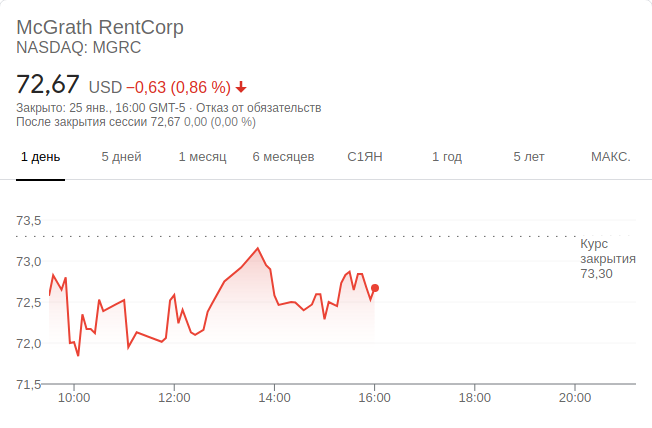 McGrath RentCorp
NASDAQ: MGRC
72,67 USD −0,63 (0,86 %)
Закрыто: 25 янв., 16:00 GMT-5 · Отказ от обязательств
После закрытия сессии 72,67 0,00 (0,00 %)
1 день 5 дней 1 месяц 6 месяцев С1ЯН 1 год 5 лет МАКС.
73,5
Курс
закрытия
73,30
73,0
72,5
72,0
71,5
10:00 12:00 14:00 16:00 18:00 20:00